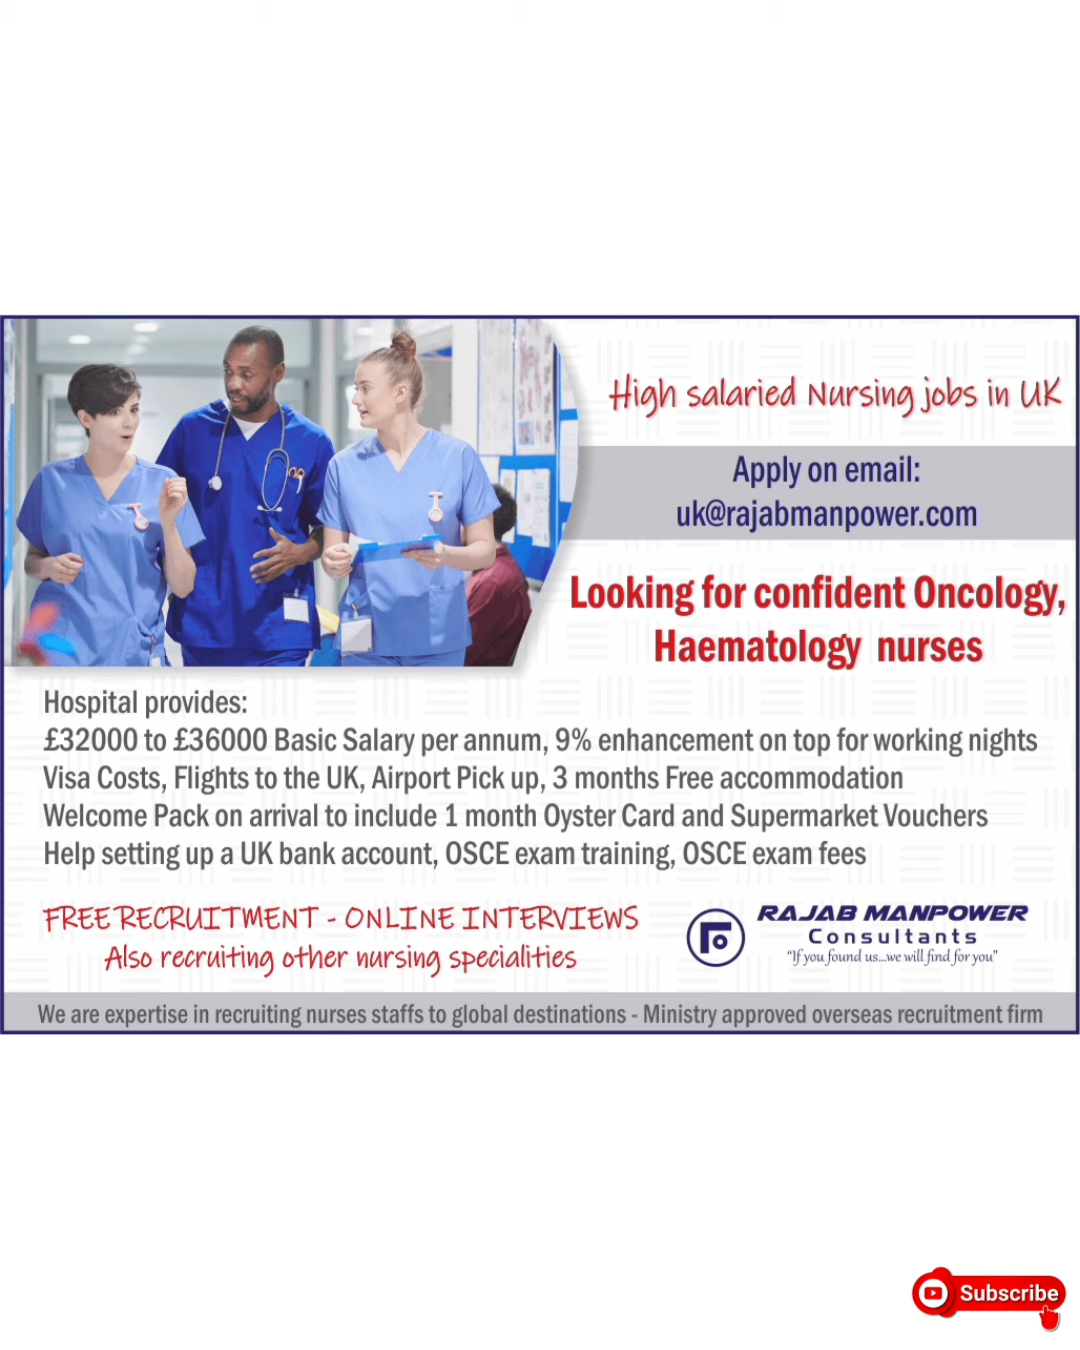 High salaried Nursing jobs in UK
Apply on email:
uk@rajabmanpower.com
Looking for confident Oncology,
Haematology nurses
Hospital provides:
£32000 to £36000 Basic Salary per annum, 9% enhancement on top for working nights
Visa Costs, Flights to the UK, Airport Pick up, 3 months Free accommodation
Welcome Pack on arrival to include 1 month Oyster Card and Supermarket Vouchers
Help setting up a UK bank account, OSCE exam training, OSCE exam fees
FREE RECRUITMENT - ONLINE INTERVIEWS
Also recruiting other nursing specialities
RAJAB MANPOWER
Consultants
"If you found us...we will find for you"
We are expertise in recruiting nurses staffs to global destinations - Ministry approved overseas recruitment firm
Subscribe